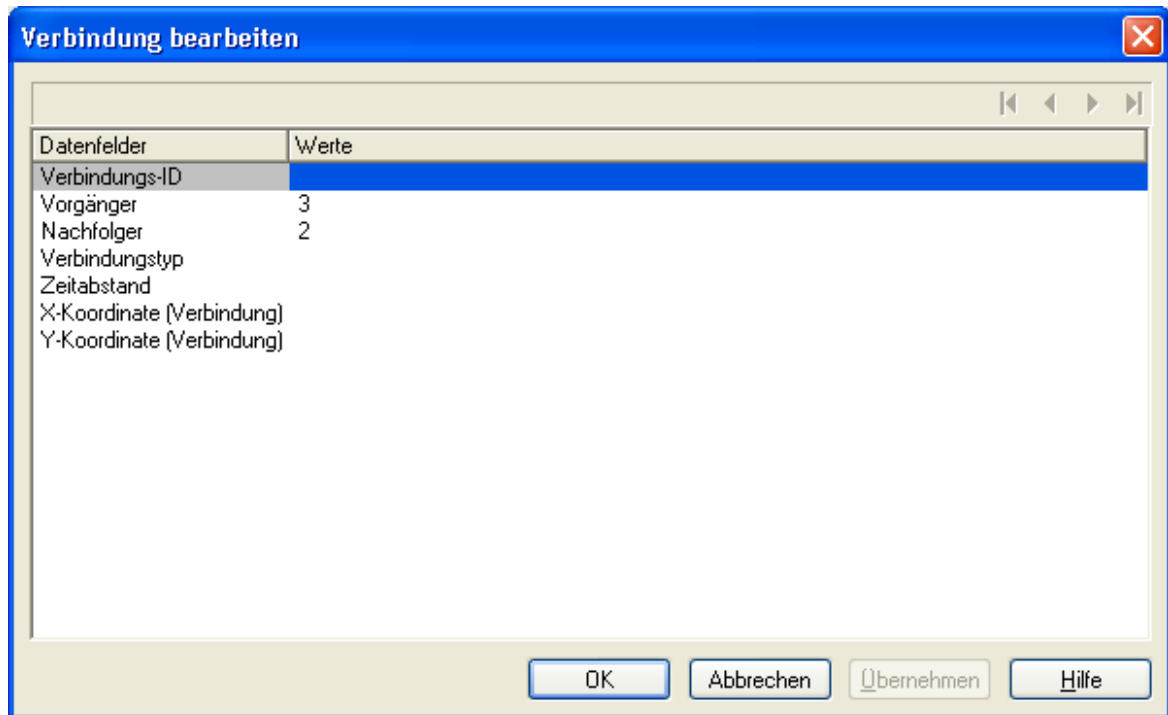 Verbindung bearbeiten
Datenfelder Werte
Verbindungs-ID
Vorgänger 3
Nachfolger 2
Verbindungstyp
Zeitabstand
X-Koordinate (Verbindung)
Y-Koordinate (Verbindung)
OK Abbrechen Übernehmen Hilfe